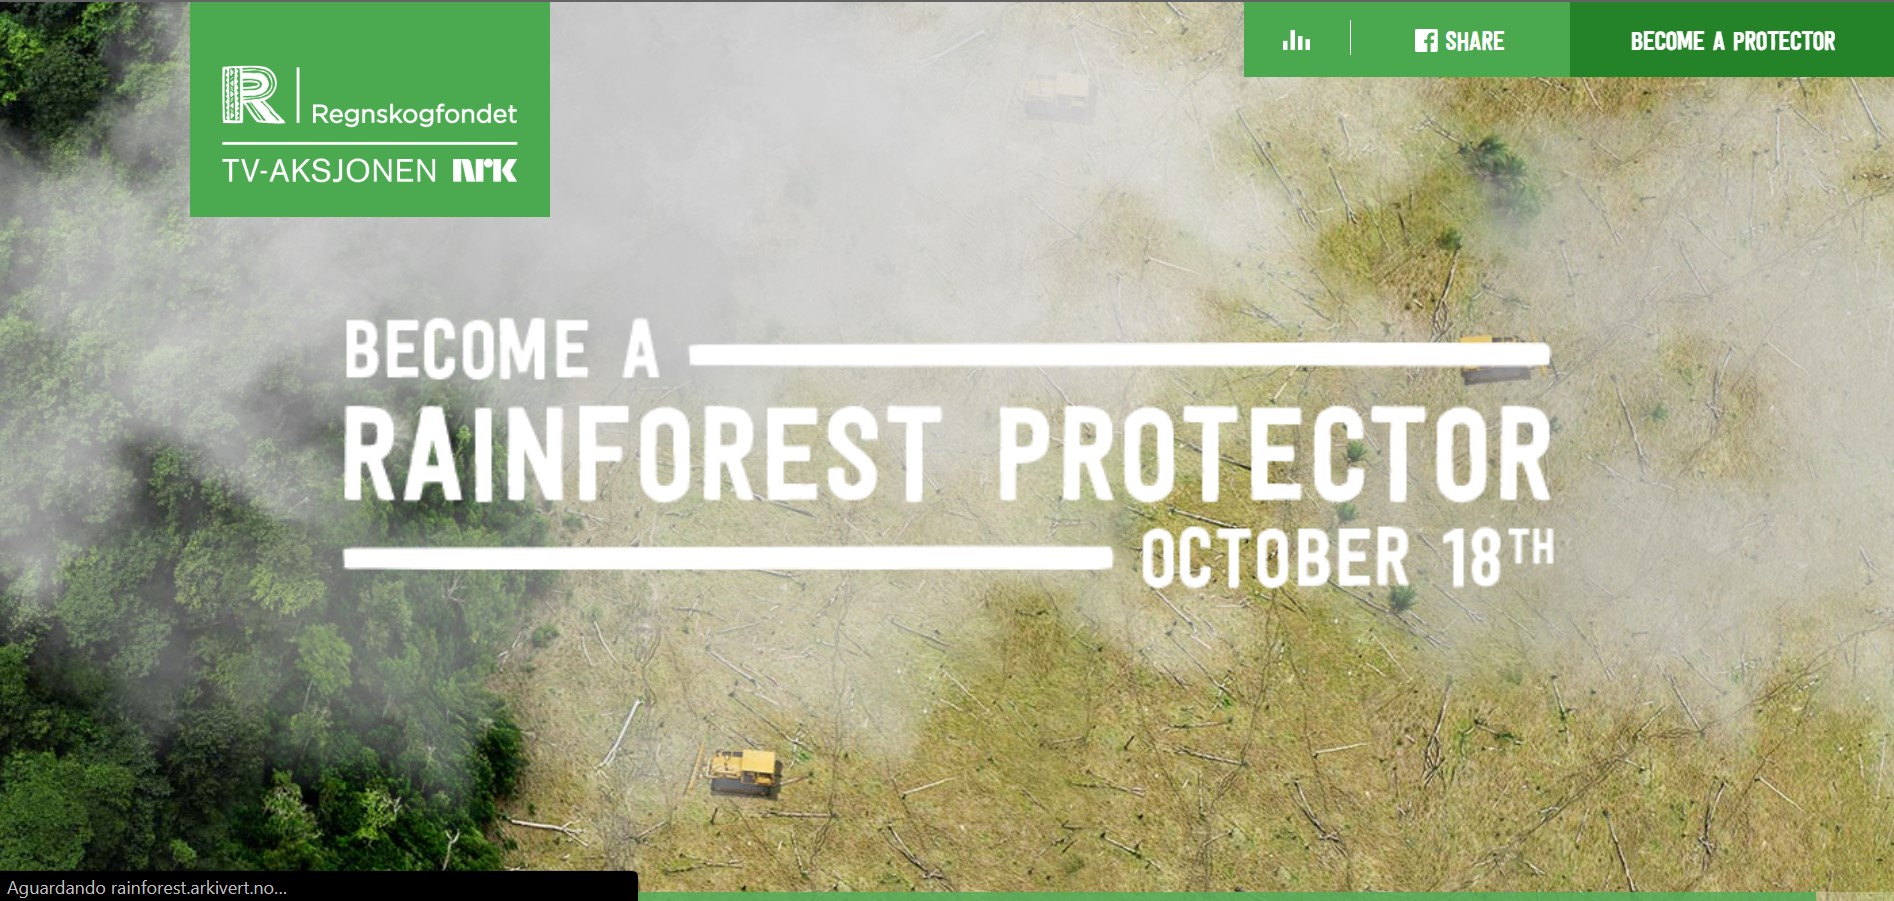 R | Regnskogfondet
TV-AKSJONEN NRK
SHARE
BECOME A PROTECTOR
BECOME A
RAINFOREST PROTECTOR
OCTOBER 18TH
Aguardando rainforest.arkivert.no...